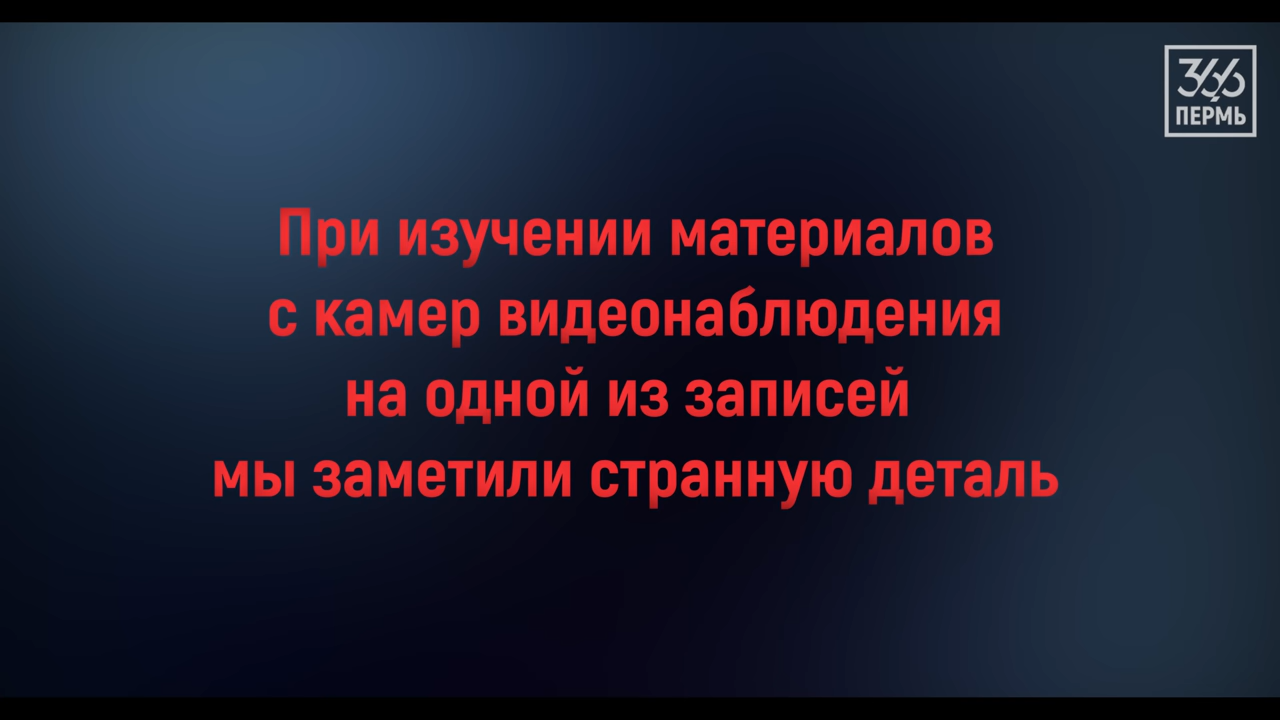 366
ПЕРМЬ
При изучении материалов
с камер видеонаблюдения
на одной из записей
мы заметили странную деталь